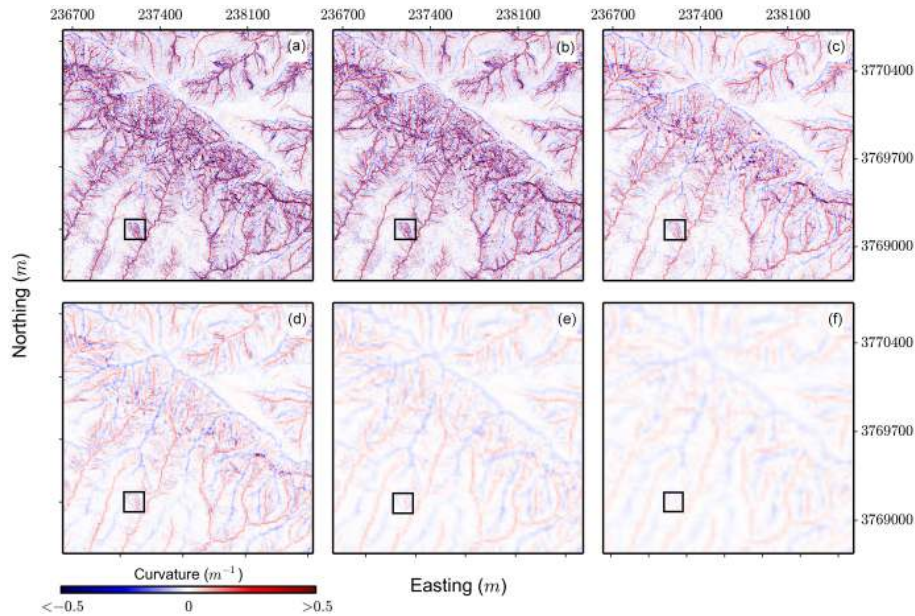 236700 237400 238100 236700 237400 238100 236700 237400 238100
(a) (b) (c)
3770400
3769700
3769000
Northing (m)
(d) (e) (f)
3770400
3769700
3769000
Curvature (m⁻¹)
<−0.5 0 >0.5
Easting (m)